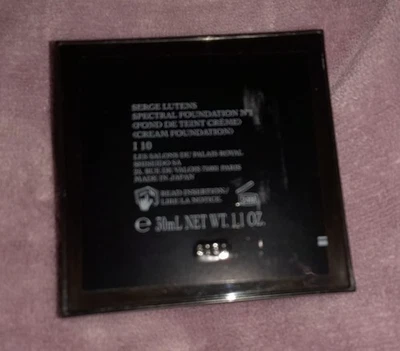 SERGE LUTENS
SPECTRAL FOUNDATION Nº1
(FOND DE TEINT CRÈME)
(CREAM FOUNDATION)
I 10
LES SALONS DU PALAIS ROYAL
SHISEIDO SA
25, RUE DE VALOIS 75001 PARIS
MADE IN JAPAN
READ INSERTION/
LIRE LA NOTICE.
e 30mL NET WT. 1.1 OZ.